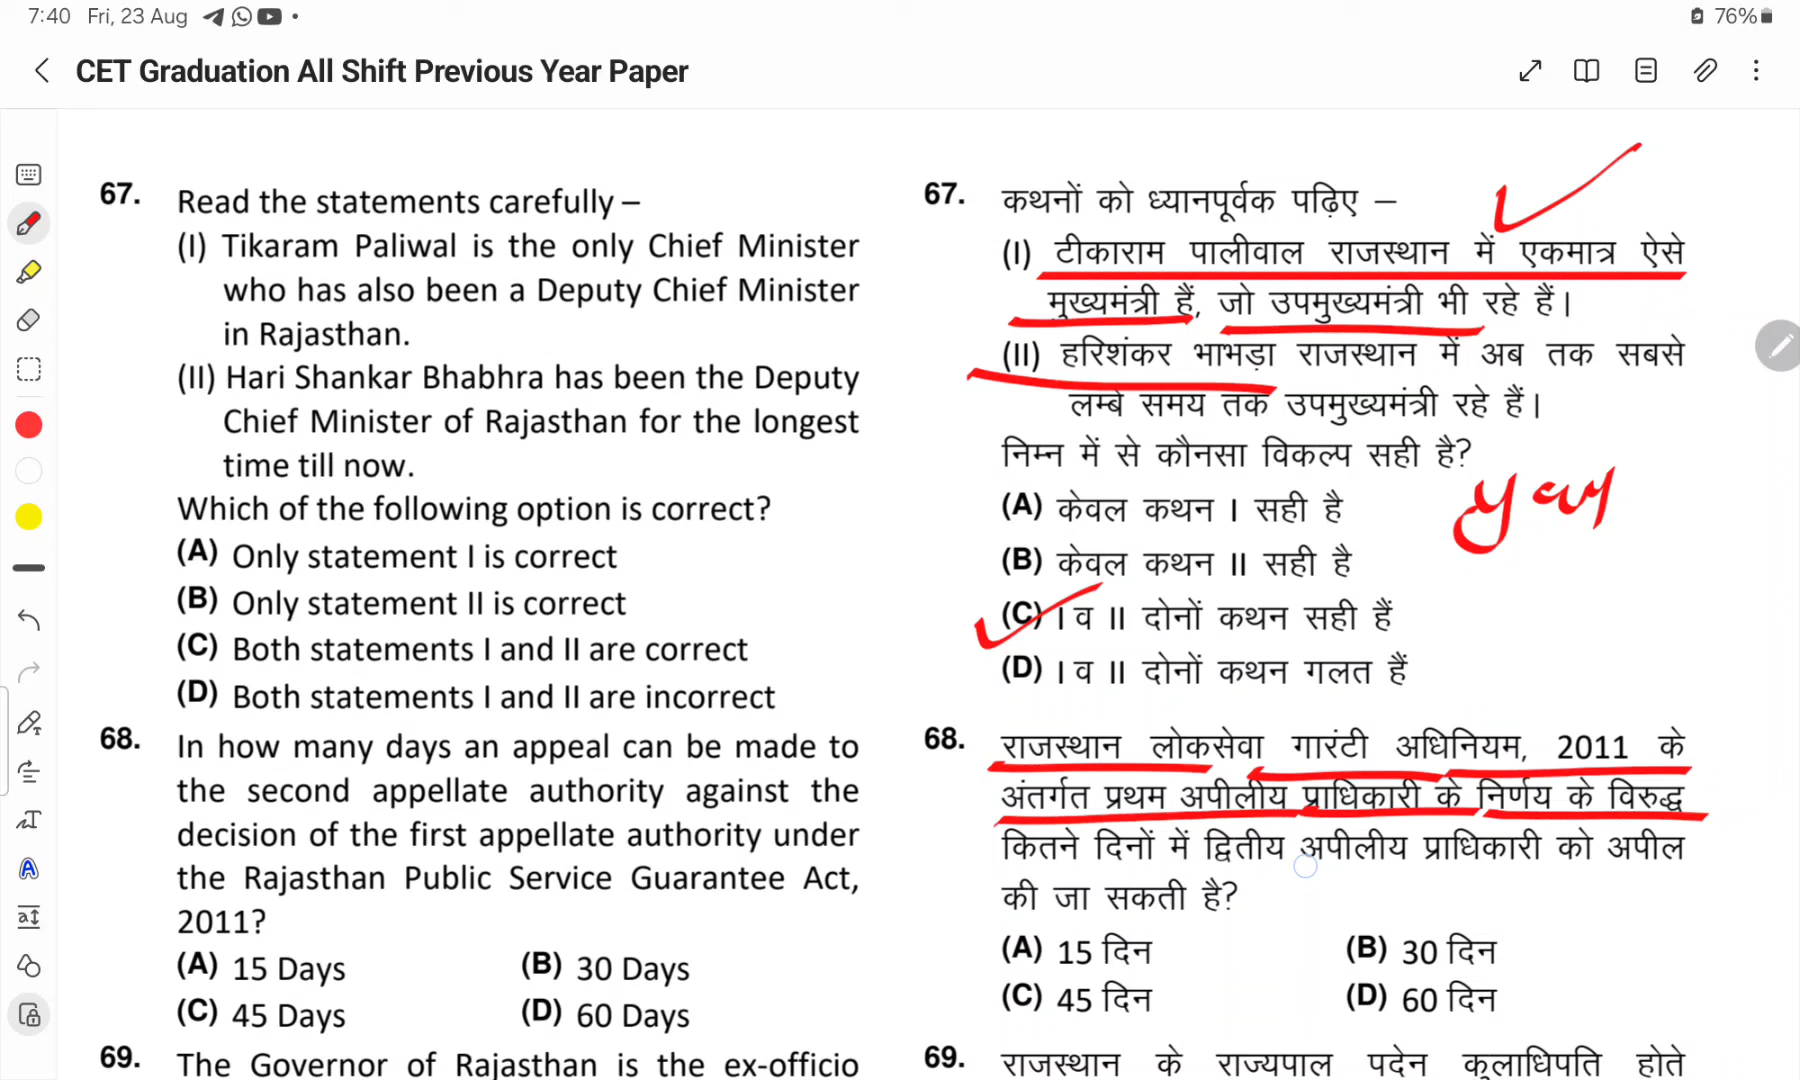 7:40 Fri, 23 Aug
76%
CET Graduation All Shift Previous Year Paper
67. Read the statements carefully –
(I) Tikaram Paliwal is the only Chief Minister
who has also been a Deputy Chief Minister
in Rajasthan.
(II) Hari Shankar Bhabhra has been the Deputy
Chief Minister of Rajasthan for the longest
time till now.
Which of the following option is correct?
(A) Only statement I is correct
(B) Only statement II is correct
(C) Both statements I and II are correct
(D) Both statements I and II are incorrect
68. In how many days an appeal can be made to
the second appellate authority against the
decision of the first appellate authority under
the Rajasthan Public Service Guarantee Act,
2011?
(A) 15 Days (B) 30 Days
(C) 45 Days (D) 60 Days
69. The Governor of Rajasthan is the ex-officio
67. कथनों को ध्यानपूर्वक पढ़िए –
(I) टीकाराम पालीवाल राजस्थान में एकमात्र ऐसे
मुख्यमंत्री हैं, जो उपमुख्यमंत्री भी रहे हैं।
(II) हरिशंकर भाभड़ा राजस्थान में अब तक सबसे
लम्बे समय तक उपमुख्यमंत्री रहे हैं।
निम्न में से कौनसा विकल्प सही है?
(A) केवल कथन I सही है
(B) केवल कथन II सही है
(C) I व II दोनों कथन सही हैं
(D) I व II दोनों कथन गलत हैं
68. राजस्थान लोकसेवा गारंटी अधिनियम, 2011 के
अंतर्गत प्रथम अपीलीय प्राधिकारी के निर्णय के विरुद्ध
कितने दिनों में द्वितीय अपीलीय प्राधिकारी को अपील
की जा सकती है?
(A) 15 दिन (B) 30 दिन
(C) 45 दिन (D) 60 दिन
69. राजस्थान के राज्यपाल पदेन कुलाधिपति होते